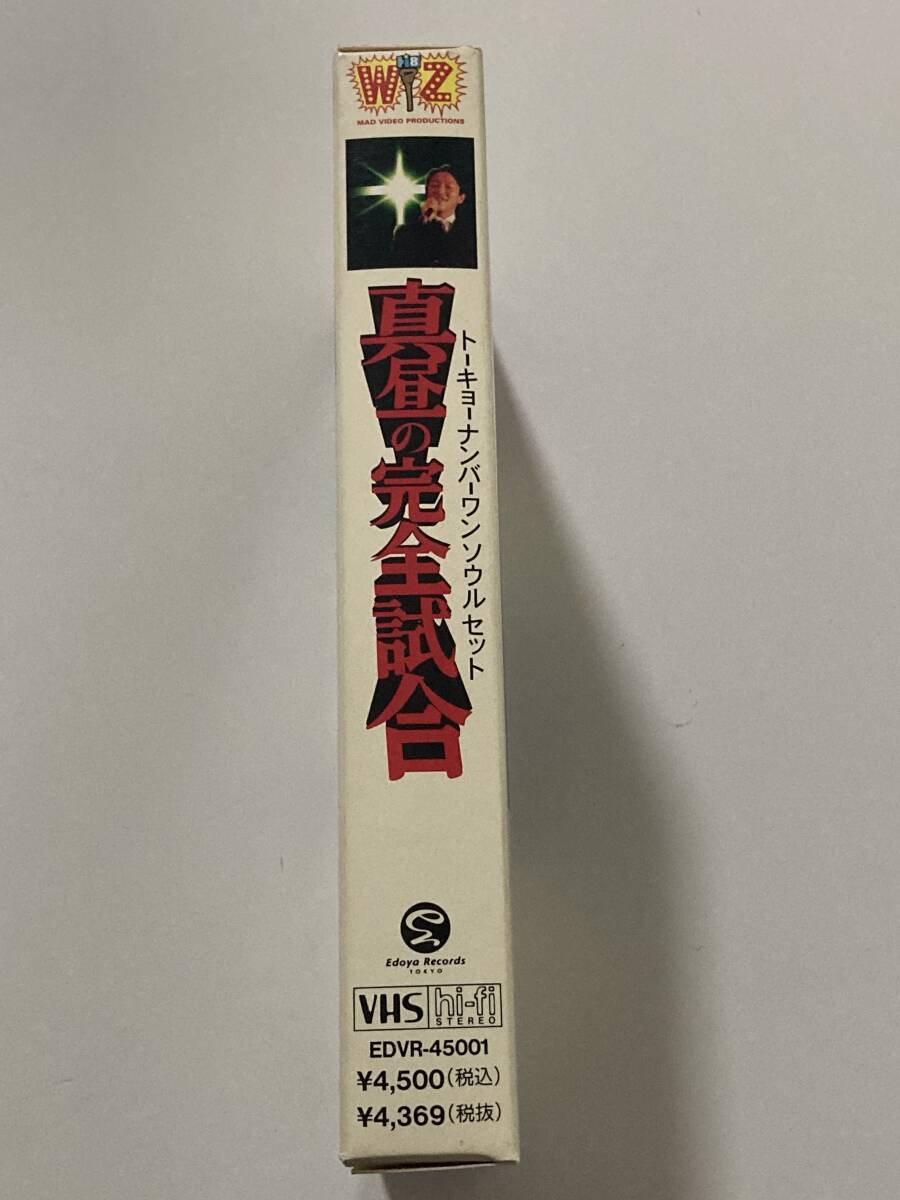 Hi8
WIZ
MAD VIDEO PRODUCTIONS
真昼の完全試合
トーキョーナンバーワンソウルセット
Edoya Records
TOKYO
VHS hi-fi
STEREO
EDVR-45001
¥4,500(税込)
¥4,369(税抜)